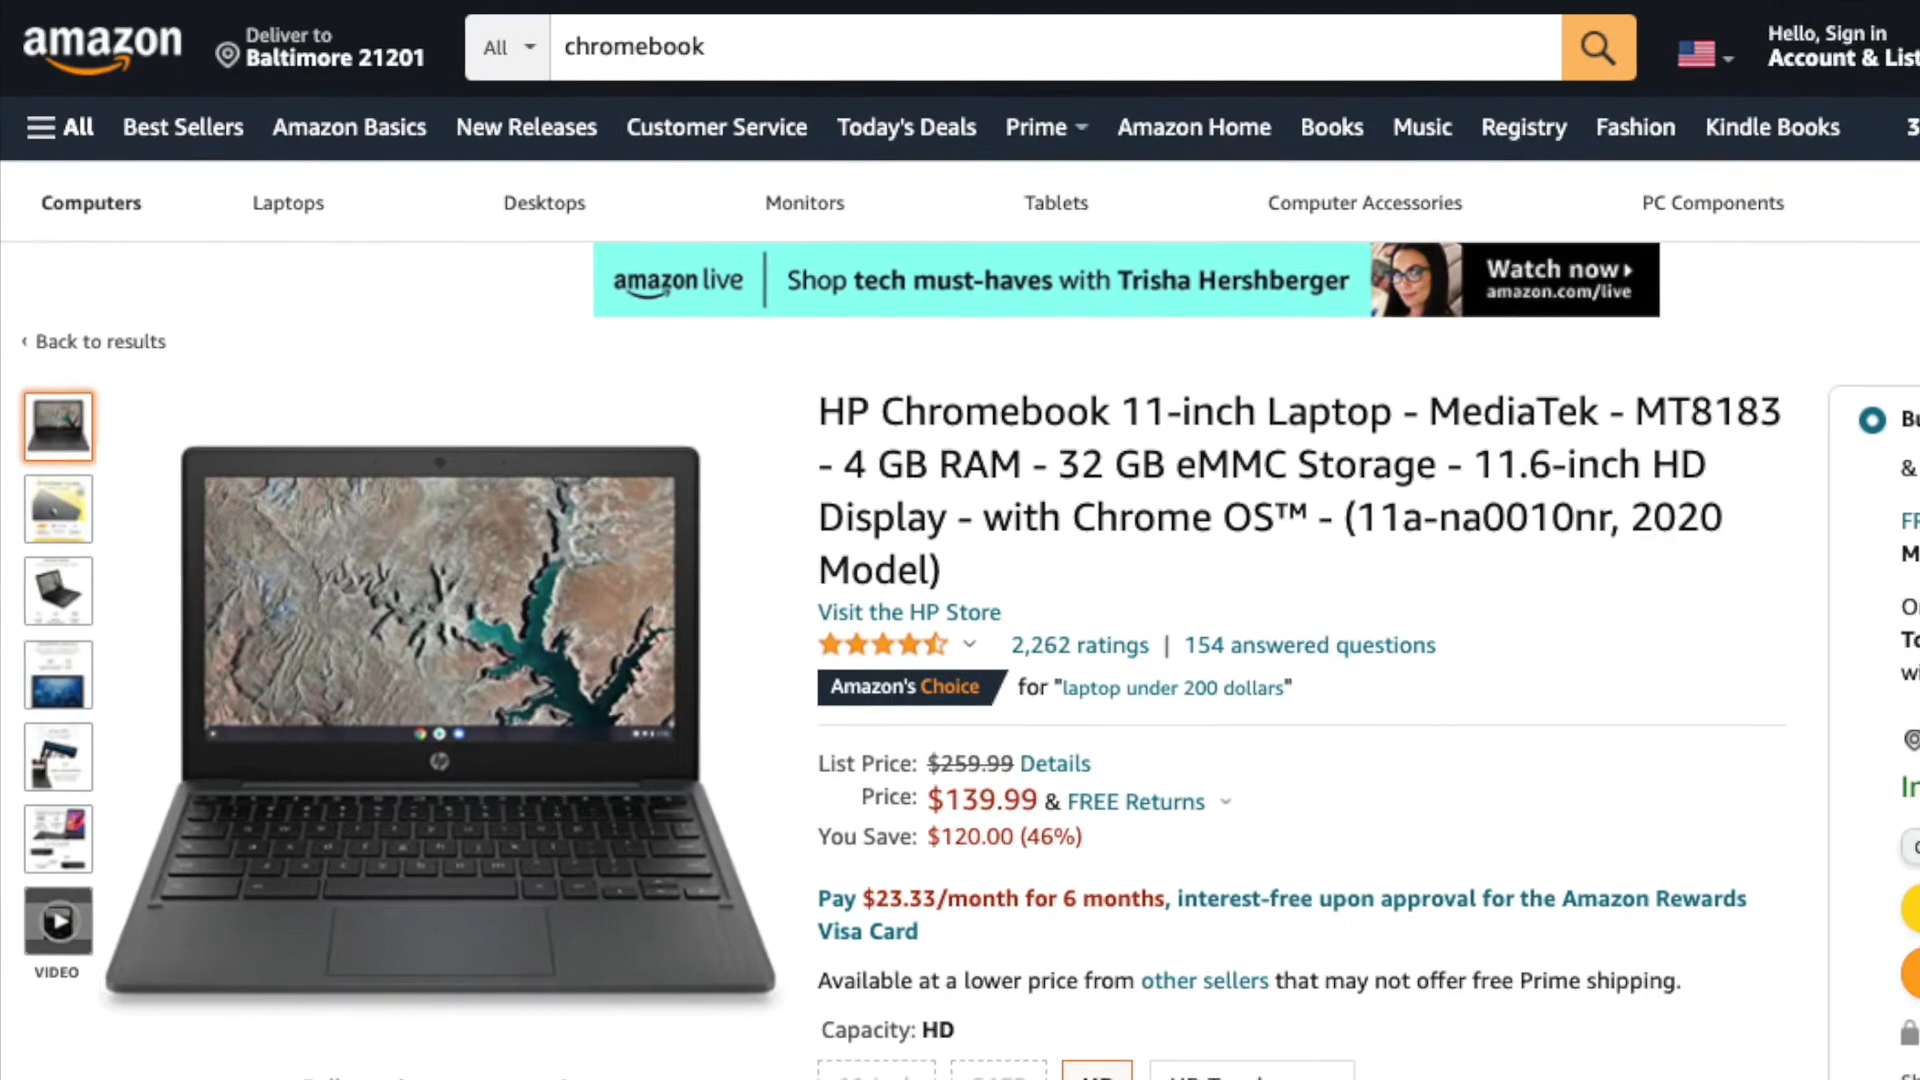 amazon
Deliver to
Baltimore 21201
All
chromebook
Hello, Sign in
Account & List
All
Best Sellers
Amazon Basics
New Releases
Customer Service
Today's Deals
Prime
Amazon Home
Books
Music
Registry
Fashion
Kindle Books
3
Computers
Laptops
Desktops
Monitors
Tablets
Computer Accessories
PC Components
amazon live
Shop tech must-haves with Trisha Hershberger
Watch now
amazon.com/live
‹ Back to results
HP Chromebook 11-inch Laptop - MediaTek - MT8183
- 4 GB RAM - 32 GB eMMC Storage - 11.6-inch HD
Display - with Chrome OS™ - (11a-na0010nr, 2020
Model)
Visit the HP Store
2,262 ratings | 154 answered questions
Amazon's Choice for "laptop under 200 dollars"
List Price: $259.99 Details
Price: $139.99 & FREE Returns
You Save: $120.00 (46%)
Pay $23.33/month for 6 months, interest-free upon approval for the Amazon Rewards
Visa Card
Available at a lower price from other sellers that may not offer free Prime shipping.
Capacity: HD
VIDEO
hp
&